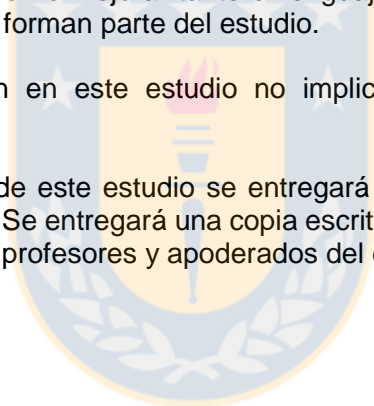 forman parte del estudio.
n en este estudio no implic
de este estudio se entregará
Se entregará una copia escrit
profesores y apoderados del